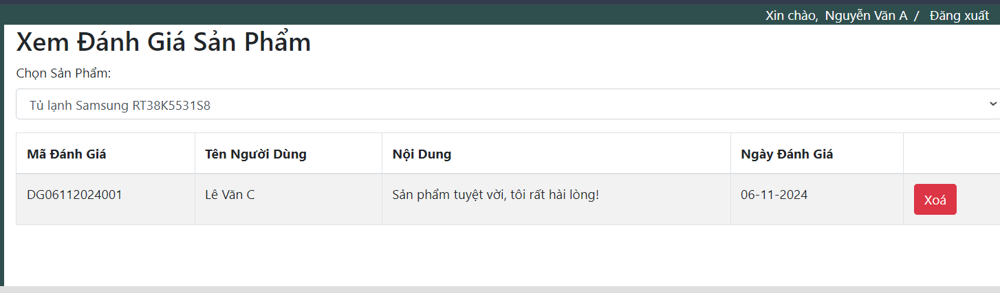 Xin chào, Nguyễn Văn A / Đăng xuất
Xem Đánh Giá Sản Phẩm
Chọn Sản Phẩm:
Tủ lạnh Samsung RT38K5531S8
Mã Đánh Giá Tên Người Dùng Nội Dung Ngày Đánh Giá
DG06112024001 Lê Văn C Sản phẩm tuyệt vời, tôi rất hài lòng! 06-11-2024 Xoá